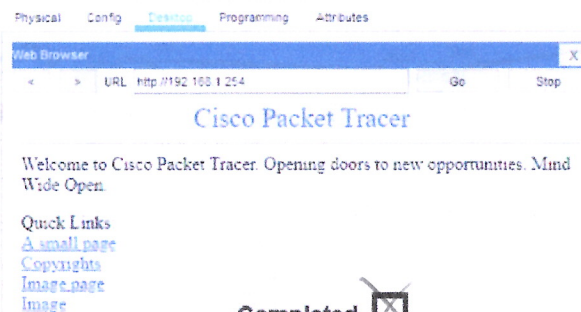 Physical Config Desktop Programming Attributes
Web Browser X
< > URL http://192.168.1.254 Go Stop
Cisco Packet Tracer
Welcome to Cisco Packet Tracer. Opening doors to new opportunities. Mind
Wide Open.
Quick Links
A small page
Copyrights
Image page
Image
Completed